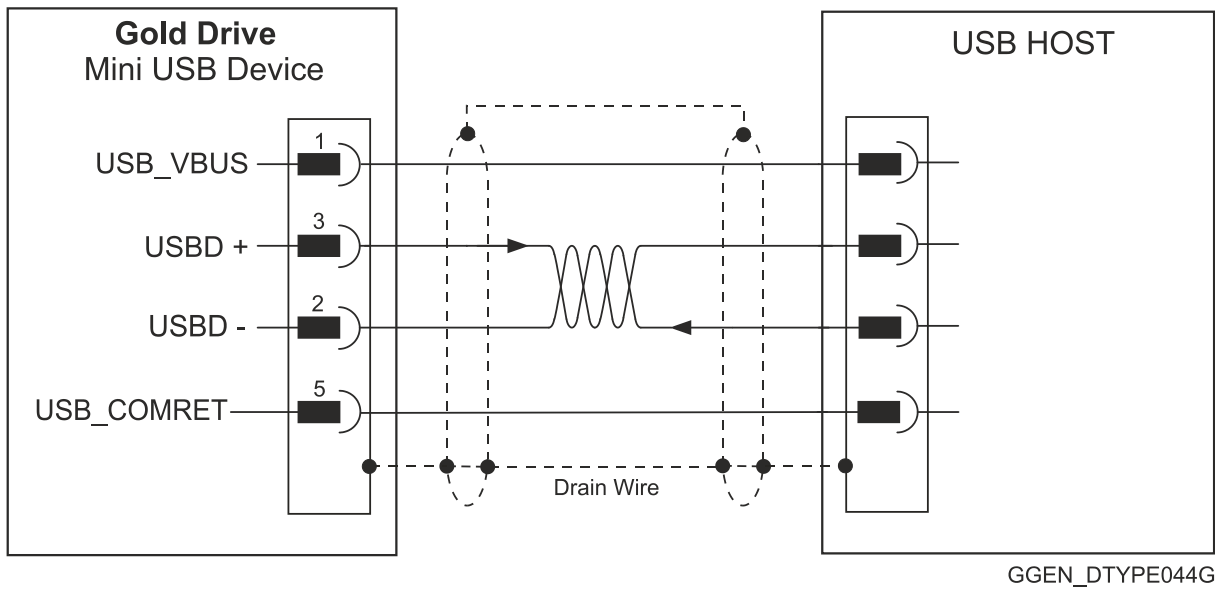 Gold Drive
Mini USB Device
USB HOST
1
USB_VBUS
3
USBD +
2
USBD -
5
USB_COMRET
Drain Wire
GGEN_DTYPE044G